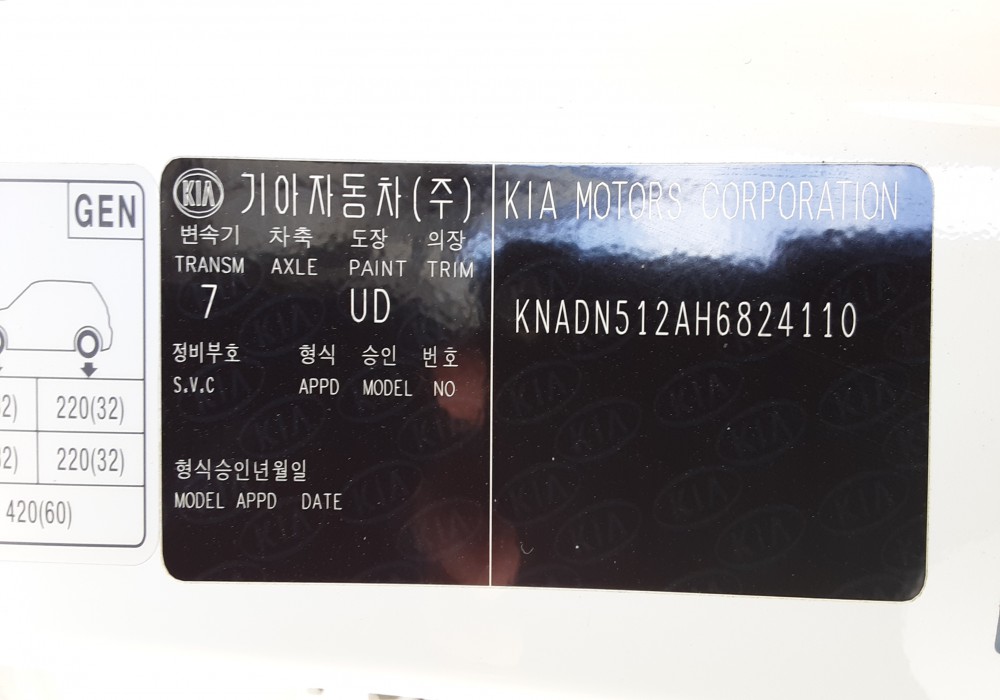 GEN
2) 220(32)
2) 220(32)
420(60)
KIA 기아자동차(주) KIA MOTORS CORPORATION
변속기 차축 도장 의장
TRANSM AXLE PAINT TRIM
7 UD
KNADN512AH6824110
정비부호 형식 승인 번호
S.V.C APPD MODEL NO
형식승인년월일
MODEL APPD DATE